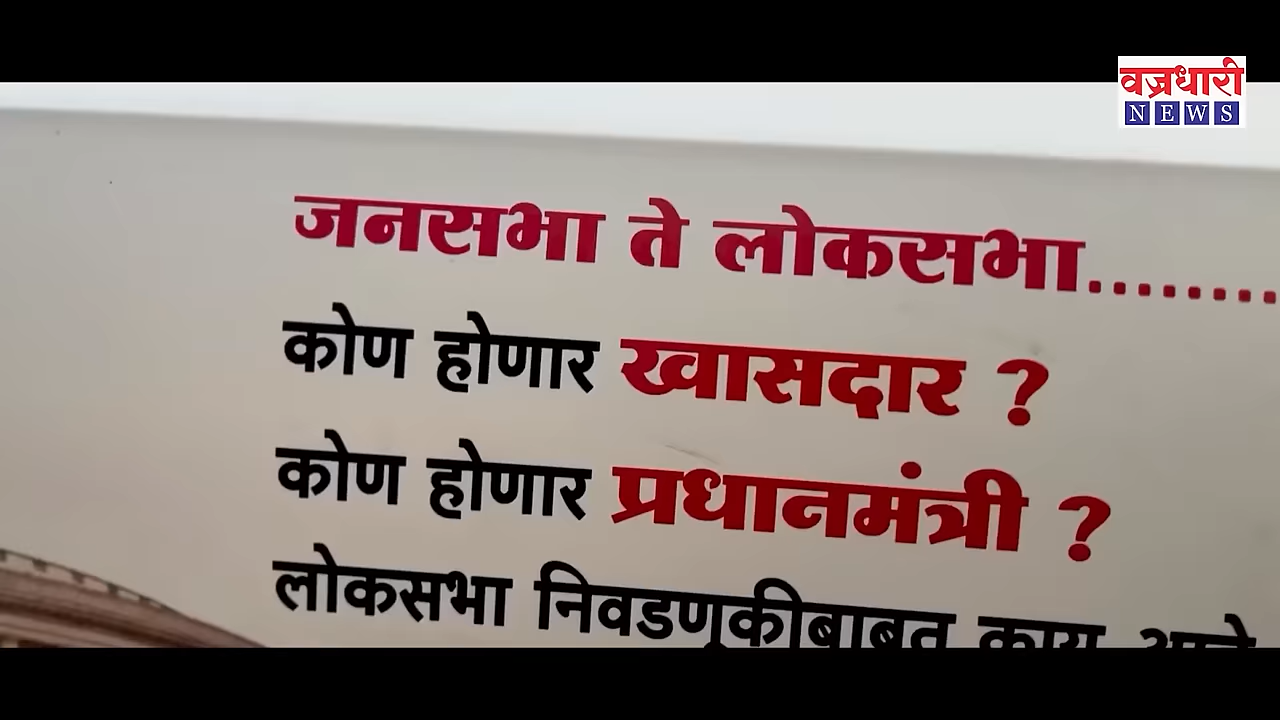 वज्रधारी
NEWS
जनसभा ते लोकसभा........
कोण होणार खासदार ?
कोण होणार प्रधानमंत्री ?
लोकसभा निवडणूकीबाबत काय